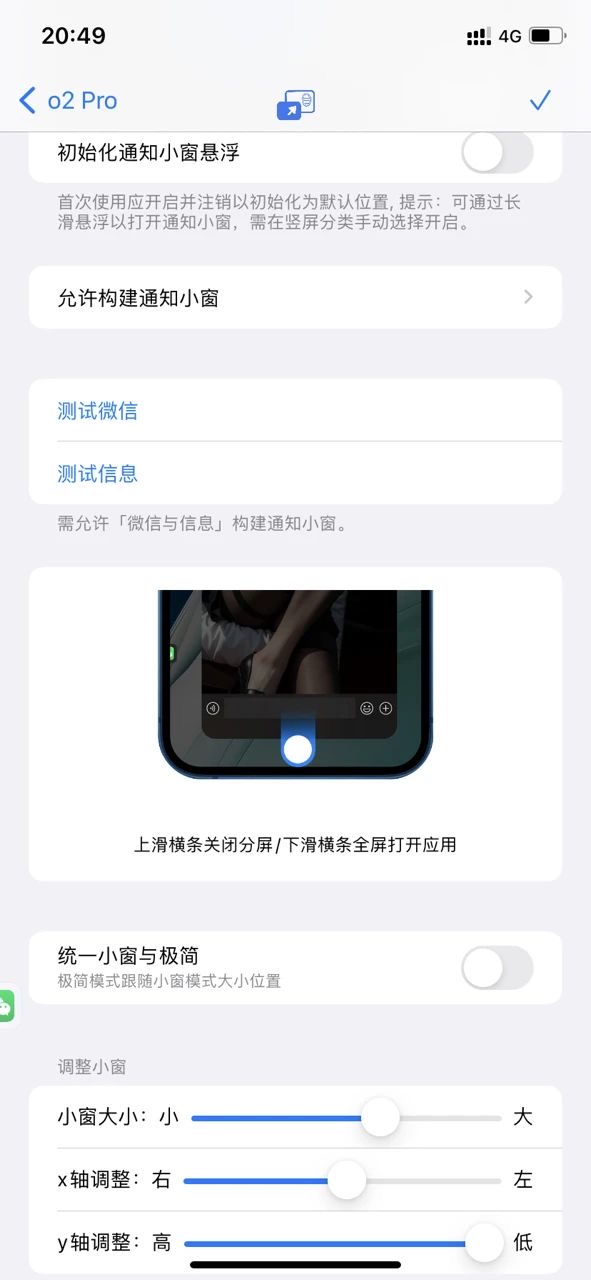 20:49
4G
o2 Pro
初始化通知小窗悬浮
首次使用应开启并注销以初始化为默认位置, 提示：可通过长
滑悬浮以打开通知小窗，需在竖屏分类手动选择开启。
允许构建通知小窗
测试微信
测试信息
需允许「微信与信息」构建通知小窗。
上滑横条关闭分屏/下滑横条全屏打开应用
统一小窗与极简
极简模式跟随小窗模式大小位置
调整小窗
小窗大小：小 大
x轴调整：右 左
y轴调整：高 低